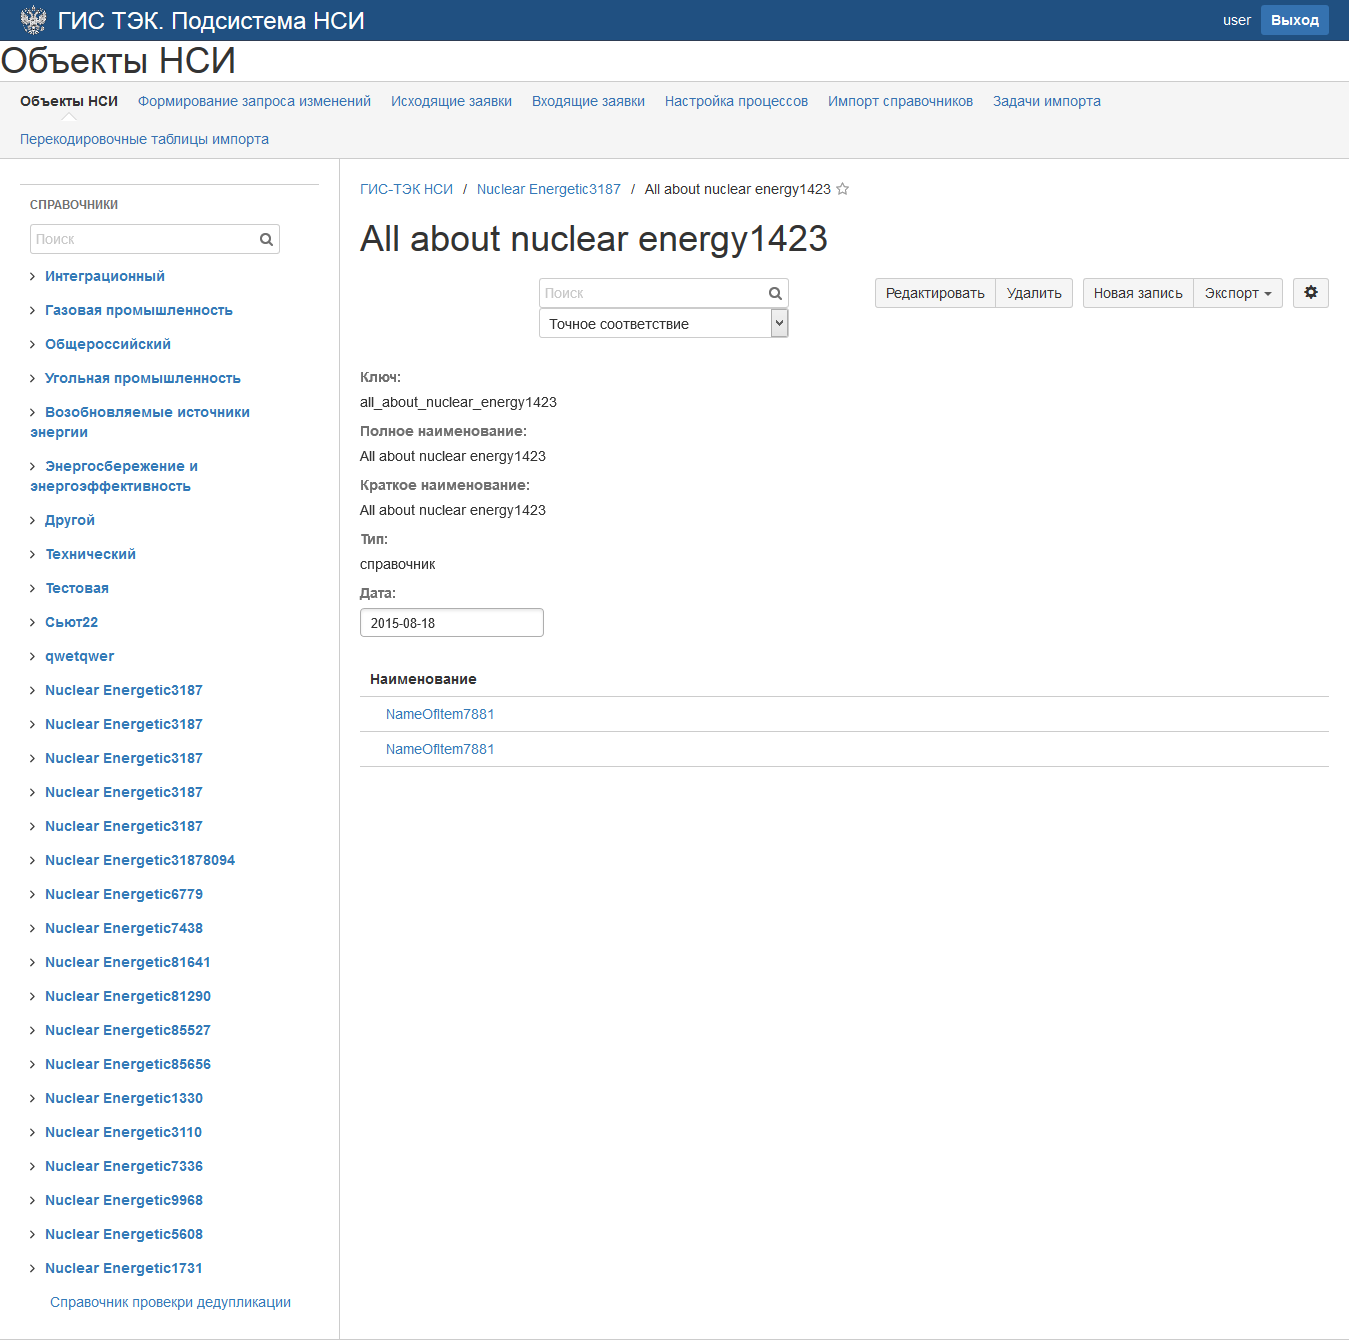 ГИС ТЭК. Подсистема НСИ
user Выход
Объекты НСИ
Объекты НСИ Формирование запроса изменений Исходящие заявки Входящие заявки Настройка процессов Импорт справочников Задачи импорта
Перекодировочные таблицы импорта
СПРАВОЧНИКИ
Поиск
Интеграционный
Газовая промышленность
Общероссийский
Угольная промышленность
Возобновляемые источники
энергии
Энергосбережение и
энергоэффективность
Другой
Технический
Тестовая
Сьют22
qwetqwer
Nuclear Energetic3187
Nuclear Energetic3187
Nuclear Energetic3187
Nuclear Energetic3187
Nuclear Energetic3187
Nuclear Energetic31878094
Nuclear Energetic6779
Nuclear Energetic7438
Nuclear Energetic81641
Nuclear Energetic81290
Nuclear Energetic85527
Nuclear Energetic85656
Nuclear Energetic1330
Nuclear Energetic3110
Nuclear Energetic7336
Nuclear Energetic9968
Nuclear Energetic5608
Nuclear Energetic1731
Справочник провекри дедупликации
ГИС-ТЭК НСИ / Nuclear Energetic3187 / All about nuclear energy1423
All about nuclear energy1423
Поиск
Точное соответствие
Редактировать Удалить Новая запись Экспорт
Ключ:
all_about_nuclear_energy1423
Полное наименование:
All about nuclear energy1423
Краткое наименование:
All about nuclear energy1423
Тип:
справочник
Дата:
2015-08-18
Наименование
NameOfItem7881
NameOfItem7881